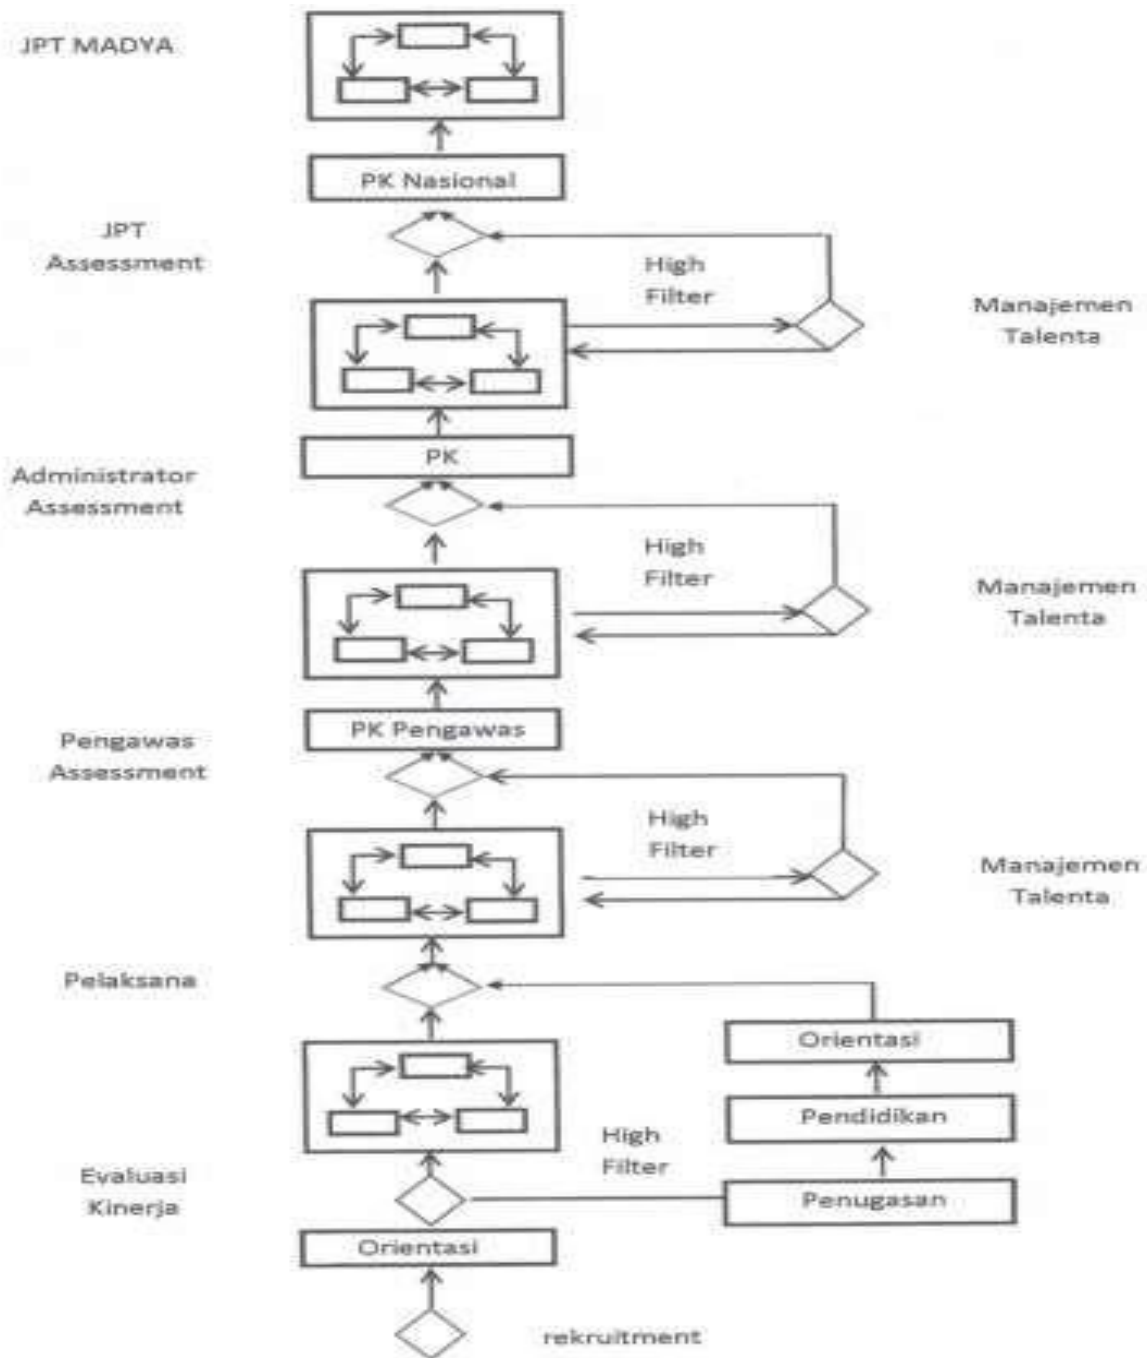 JPT MADYA
PK Nasional
JPT
Assessment
High
Filter
Manajemen
Talenta
PK
Administrator
Assessment
High
Filter
Manajemen
Talenta
PK Pengawas
Pengawas
Assessment
High
Filter
Manajemen
Talenta
Pelaksana
Orientasi
Pendidikan
High
Filter
Evaluasi
Kinerja
Penugasan
Orientasi
rekruitment